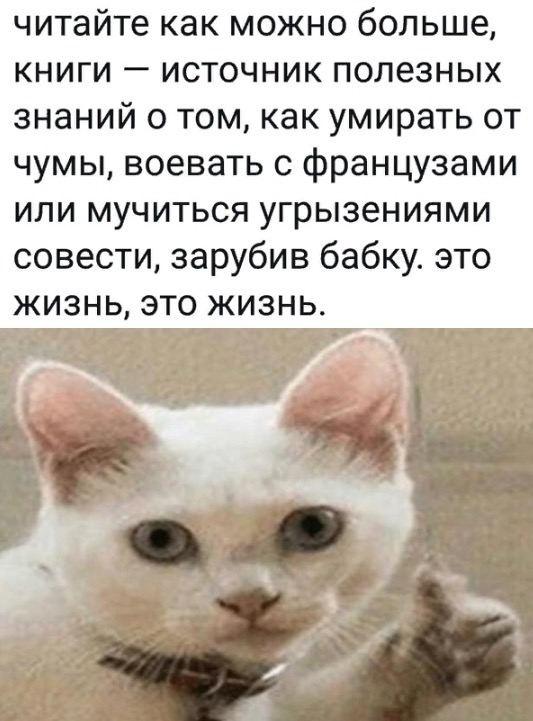 читайте как можно больше,
книги — источник полезных
знаний о том, как умирать от
чумы, воевать с французами
или мучиться угрызениями
совести, зарубив бабку. это
жизнь, это жизнь.